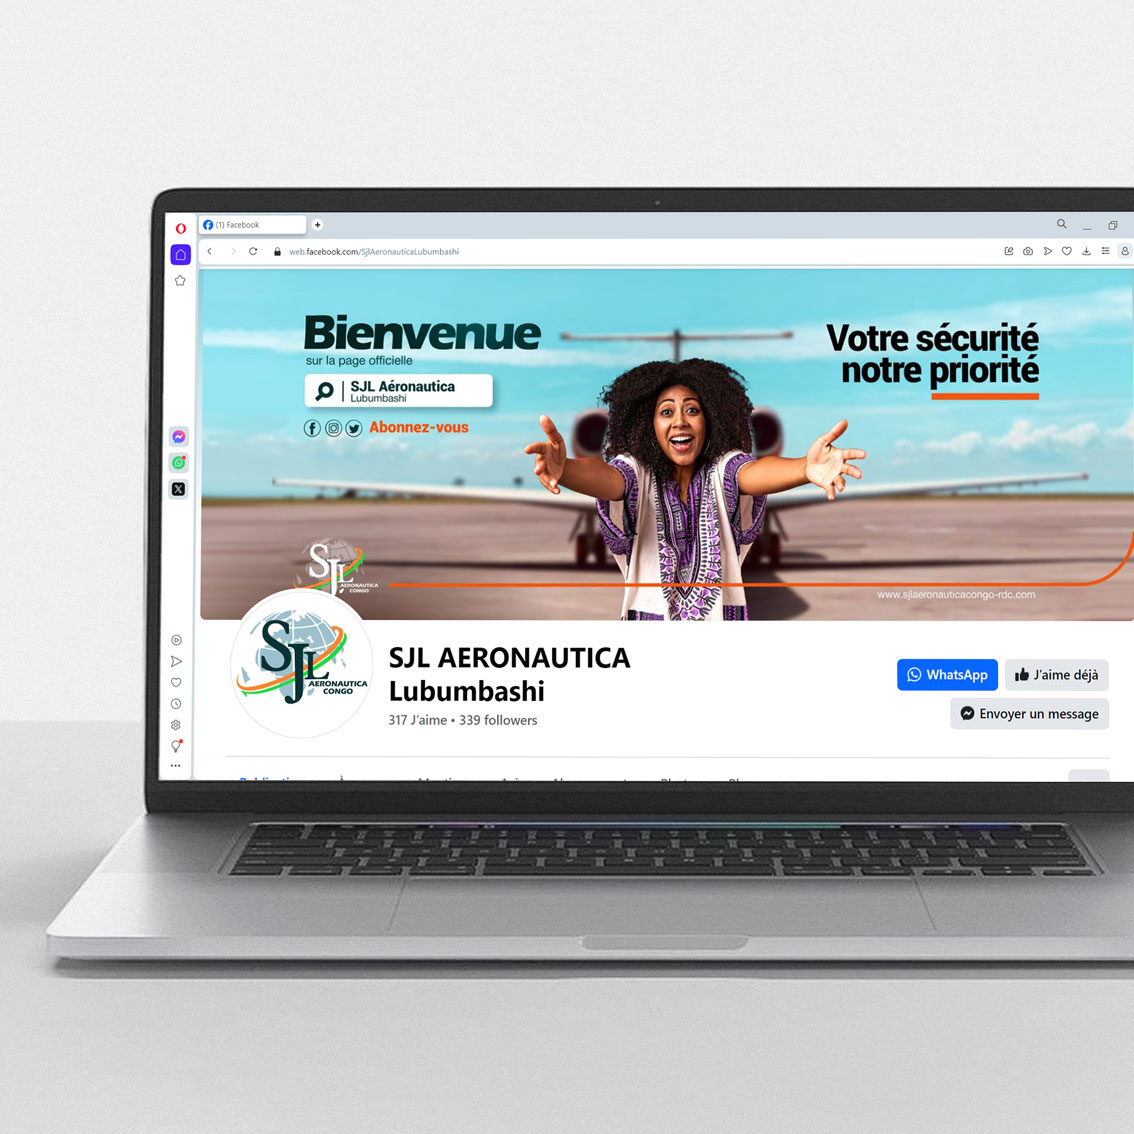 (1) Facebook
web.facebook.com/SjlAeronauticaLubumbashi
Bienvenue
sur la page officielle
SJL Aéronautica
Lubumbashi
Abonnez-vous
Votre sécurité
notre priorité
SJL
AERONAUTICA
CONGO
www.sjlaeronauticacongo-rdc.com
SJL
AERONAUTICA
CONGO
SJL AERONAUTICA
Lubumbashi
317 J'aime • 339 followers
WhatsApp
J'aime déjà
Envoyer un message